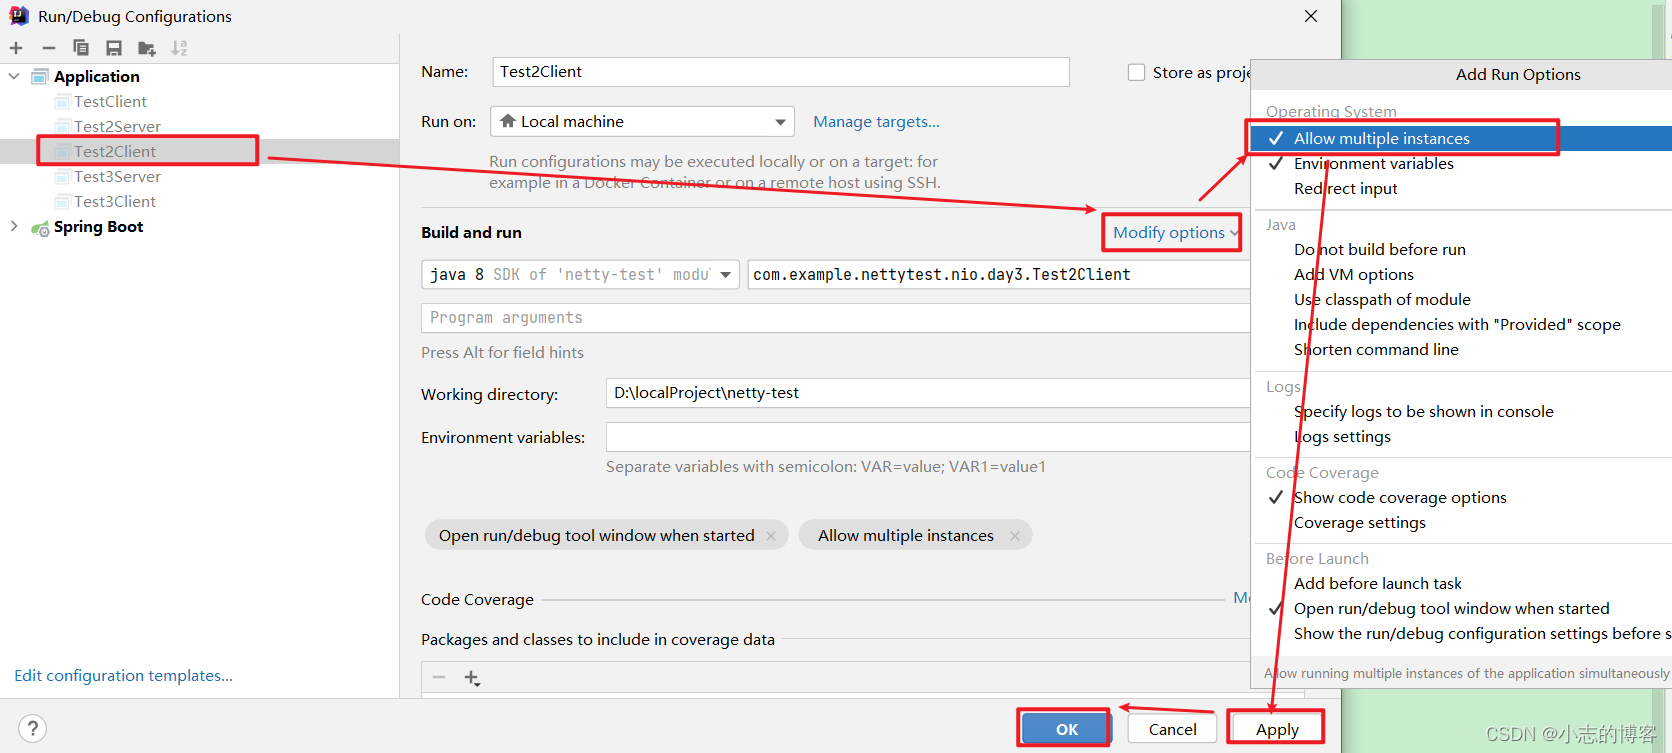 Run/Debug Configurations
Application
TestClient
Test2Server
Test2Client
Test3Server
Test3Client
Spring Boot
Edit configuration templates...
Name:
Test2Client
Store as proje
Run on:
Local machine
Manage targets...
Run configurations may be executed locally or on a target: for
example in a Docker Container or on a remote host using SSH.
Build and run
Modify options
java 8 SDK of 'netty-test' modul
com.example.nettytest.nio.day3.Test2Client
Program arguments
Press Alt for field hints
Working directory:
D:\localProject\netty-test
Environment variables:
Separate variables with semicolon: VAR=value; VAR1=value1
Open run/debug tool window when started
Allow multiple instances
Code Coverage
Mo
Packages and classes to include in coverage data
OK
Cancel
Apply
Add Run Options
Operating System
Allow multiple instances
Environment variables
Redirect input
Java
Do not build before run
Add VM options
Use classpath of module
Include dependencies with "Provided" scope
Shorten command line
Logs
Specify logs to be shown in console
Logs settings
Code Coverage
Show code coverage options
Coverage settings
Before Launch
Add before launch task
Open run/debug tool window when started
Show the run/debug configuration settings before s
Allow running multiple instances of the application simultaneously
CSDN @小志的博客